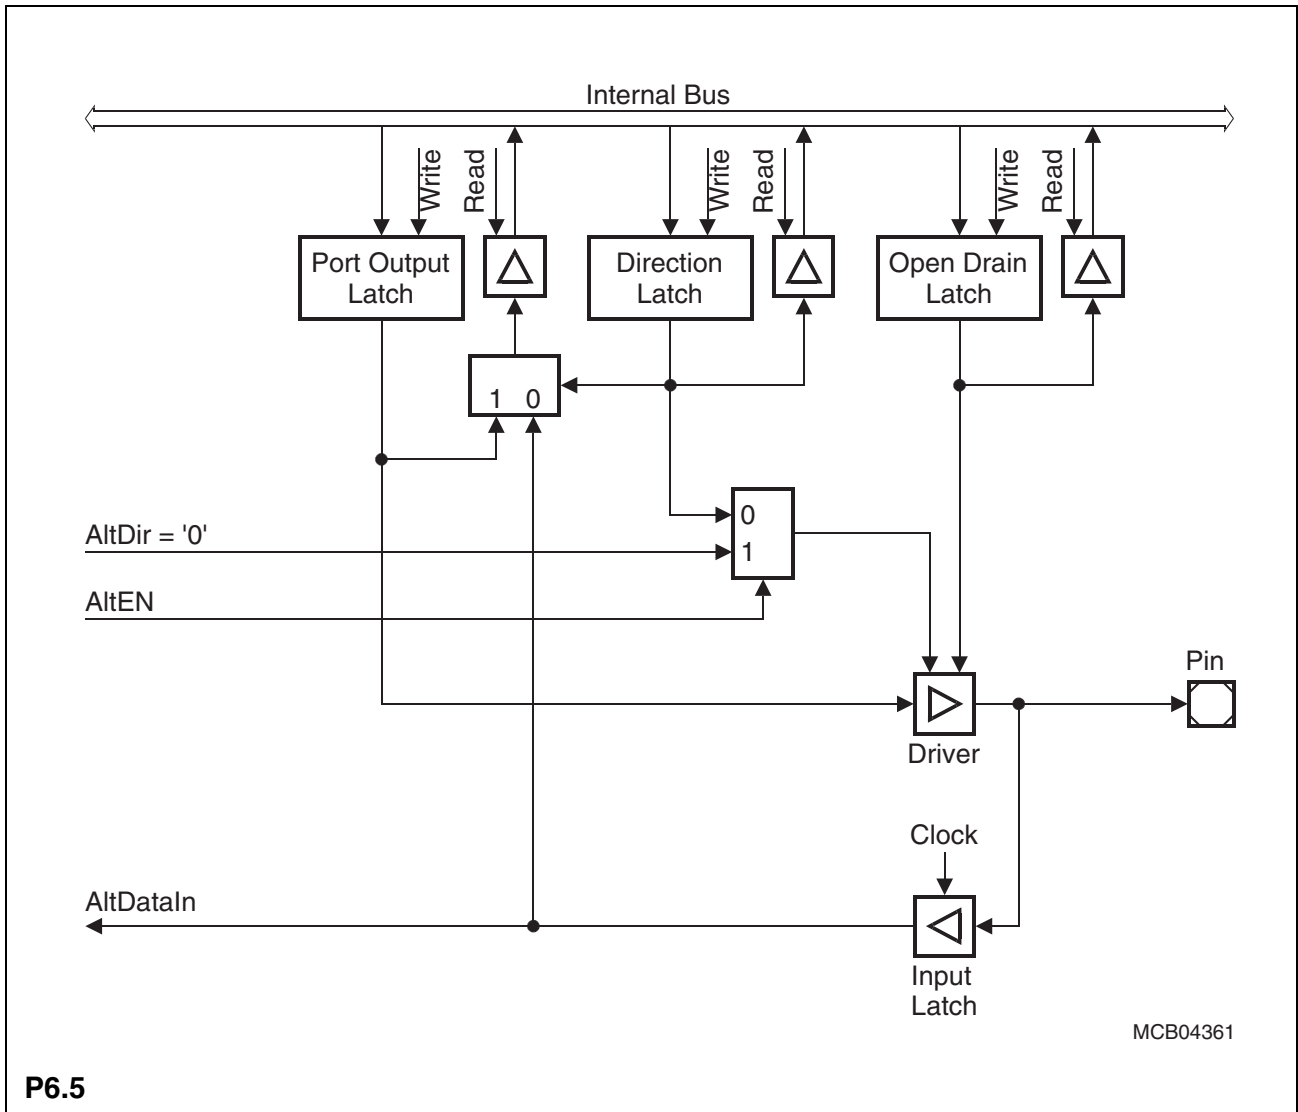 Internal Bus
Write
Read
Write
Read
Write
Read
Port Output
Latch
Direction
Latch
Open Drain
Latch
1 0
0
AltDir = '0'
1
AltEN
Pin
Driver
Clock
AltDataIn
Input
Latch
MCB04361
P6.5